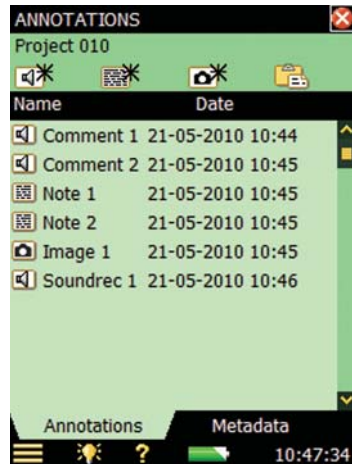 ANNOTATIONS
Project 010
Name Date
Comment 1 21-05-2010 10:44
Comment 2 21-05-2010 10:45
Note 1 21-05-2010 10:45
Note 2 21-05-2010 10:45
Image 1 21-05-2010 10:45
Soundrec 1 21-05-2010 10:46
Annotations Metadata
? 10:47:34